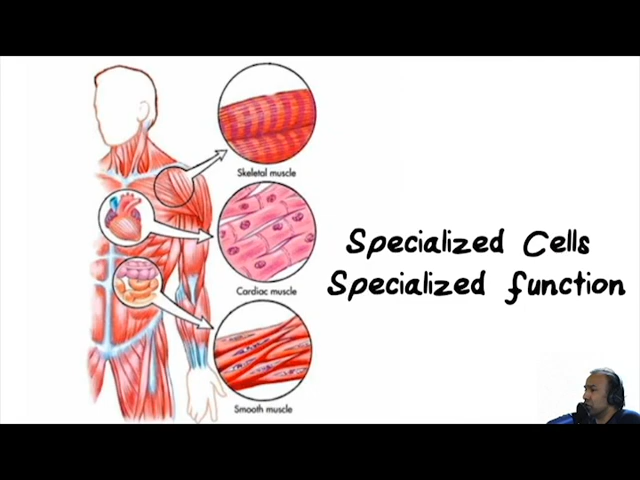 Skeletal muscle
Cardiac muscle
Smooth muscle
Specialized Cells
Specialized function